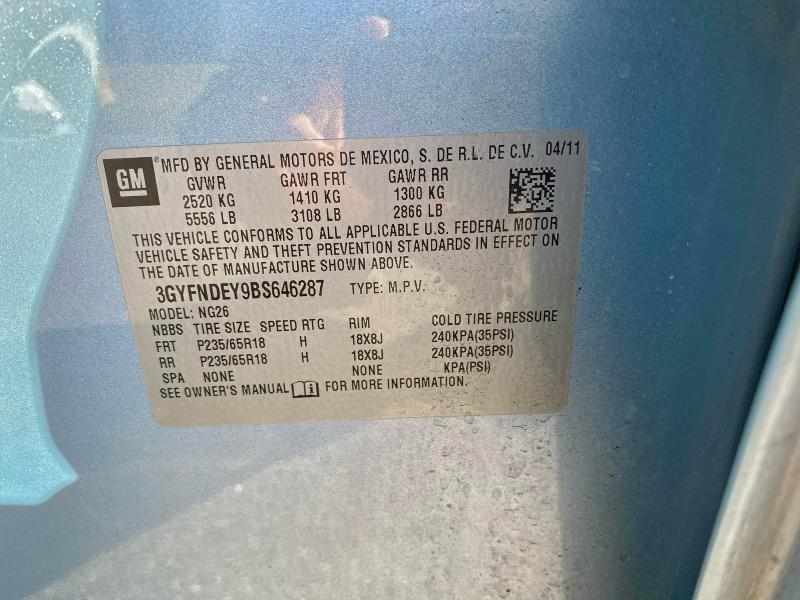 GM ® MFD BY GENERAL MOTORS DE MEXICO, S. DE R.L. DE C.V. 04/11
GVWR GAWR FRT GAWR RR
2520 KG 1410 KG 1300 KG
5556 LB 3108 LB 2866 LB
THIS VEHICLE CONFORMS TO ALL APPLICABLE U.S. FEDERAL MOTOR
VEHICLE SAFETY AND THEFT PREVENTION STANDARDS IN EFFECT ON
THE DATE OF MANUFACTURE SHOWN ABOVE.
3GYFNDEY9BS646287 TYPE: M.P.V.
MODEL: NG26
NBBS TIRE SIZE SPEED RTG RIM COLD TIRE PRESSURE
FRT P235/65R18 H 18X8J 240KPA(35PSI)
RR P235/65R18 H 18X8J 240KPA(35PSI)
SPA NONE NONE KPA(PSI)
SEE OWNER'S MANUAL FOR MORE INFORMATION.